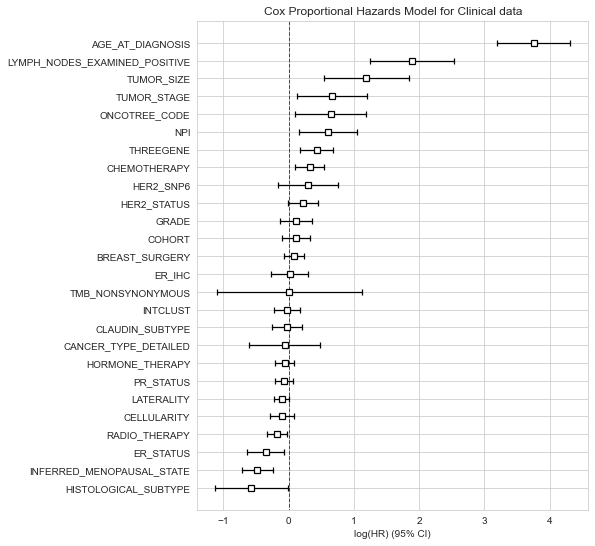 Cox Proportional Hazards Model for Clinical data
AGE_AT_DIAGNOSIS
LYMPH_NODES_EXAMINED_POSITIVE
TUMOR_SIZE
TUMOR_STAGE
ONCOTREE_CODE
NPI
THREEGENE
CHEMOTHERAPY
HER2_SNP6
HER2_STATUS
GRADE
COHORT
BREAST_SURGERY
ER_IHC
TMB_NONSYNONYMOUS
INTCLUST
CLAUDIN_SUBTYPE
CANCER_TYPE_DETAILED
HORMONE_THERAPY
PR_STATUS
LATERALITY
CELLULARITY
RADIO_THERAPY
ER_STATUS
INFERRED_MENOPAUSAL_STATE
HISTOLOGICAL_SUBTYPE
−1 0 1 2 3 4
log(HR) (95% CI)